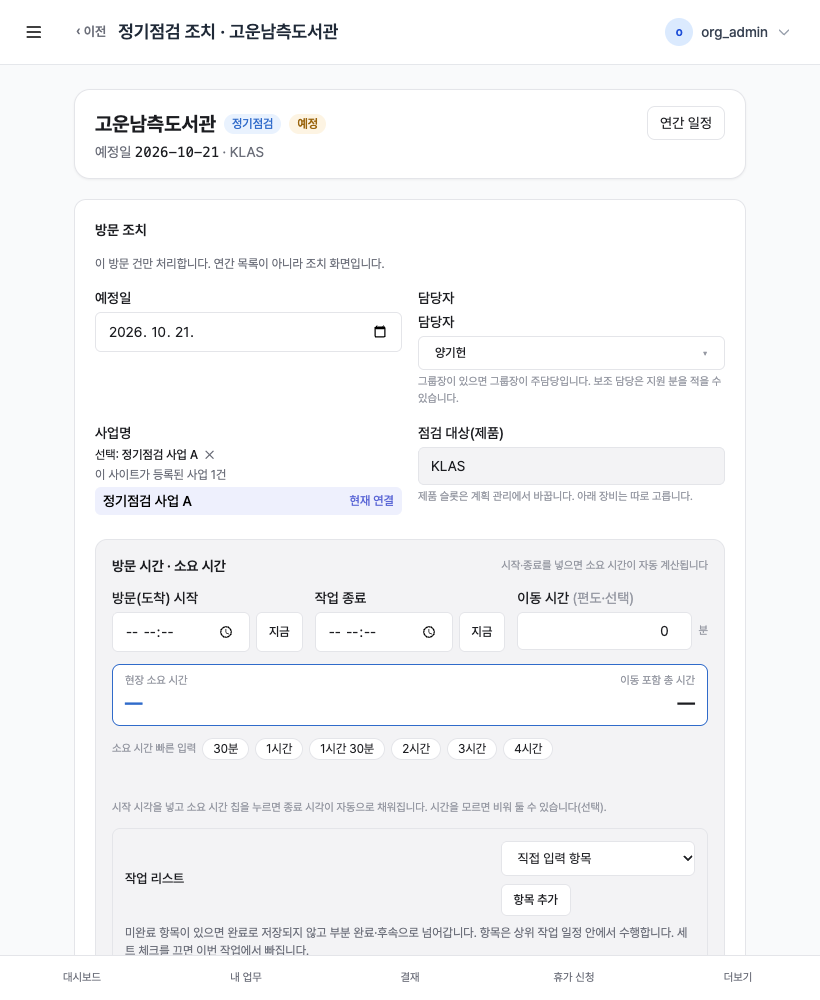 ‹ 이전 정기점검 조치 · 고운남측도서관
o org_admin
고운남측도서관 정기점검 예정
연간 일정
예정일 2026-10-21 · KLAS
방문 조치
이 방문 건만 처리합니다. 연간 목록이 아니라 조치 화면입니다.
예정일
2026. 10. 21.
담당자
담당자
양기헌
그룹장이 있으면 그룹장이 주담당입니다. 보조 담당은 지원 분을 적을 수
있습니다.
사업명
선택: 정기점검 사업 A ×
이 사이트가 등록된 사업 1건
정기점검 사업 A 현재 연결
점검 대상(제품)
KLAS
제품 슬롯은 계획 관리에서 바꿉니다. 아래 장비는 따로 고릅니다.
방문 시간 · 소요 시간
시작·종료를 넣으면 소요 시간이 자동 계산됩니다
방문(도착) 시작
-- --:-- 지금
작업 종료
-- --:-- 지금
이동 시간 (편도·선택)
0 분
현장 소요 시간
—
이동 포함 총 시간
—
소요 시간 빠른 입력 30분 1시간 1시간 30분 2시간 3시간 4시간
시작 시각을 넣고 소요 시간 칩을 누르면 종료 시각이 자동으로 채워집니다. 시간을 모르면 비워 둘 수 있습니다(선택).
작업 리스트
직접 입력 항목
항목 추가
미완료 항목이 있으면 완료로 저장되지 않고 부분 완료·후속으로 넘어갑니다. 항목은 상위 작업 일정 안에서 수행합니다. 세
트 체크를 끄면 이번 작업에서 빠집니다.
대시보드 내 업무 결재 휴가 신청 더보기